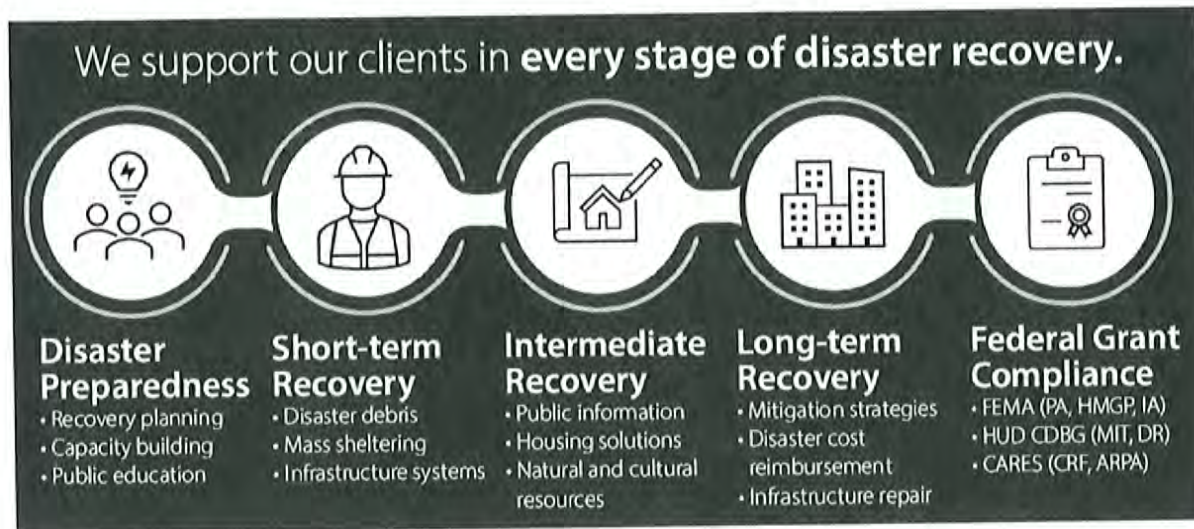 We support our clients in every stage of disaster recovery.
Disaster
Preparedness
• Recovery planning
• Capacity building
• Public education
Short-term
Recovery
• Disaster debris
• Mass sheltering
• Infrastructure systems
Intermediate
Recovery
• Public information
• Housing solutions
• Natural and cultural
resources
Long-term
Recovery
• Mitigation strategies
• Disaster cost
reimbursement
• Infrastructure repair
Federal Grant
Compliance
• FEMA (PA, HMGP, IA)
• HUD CDBG (MIT, DR)
• CARES (CRF, ARPA)